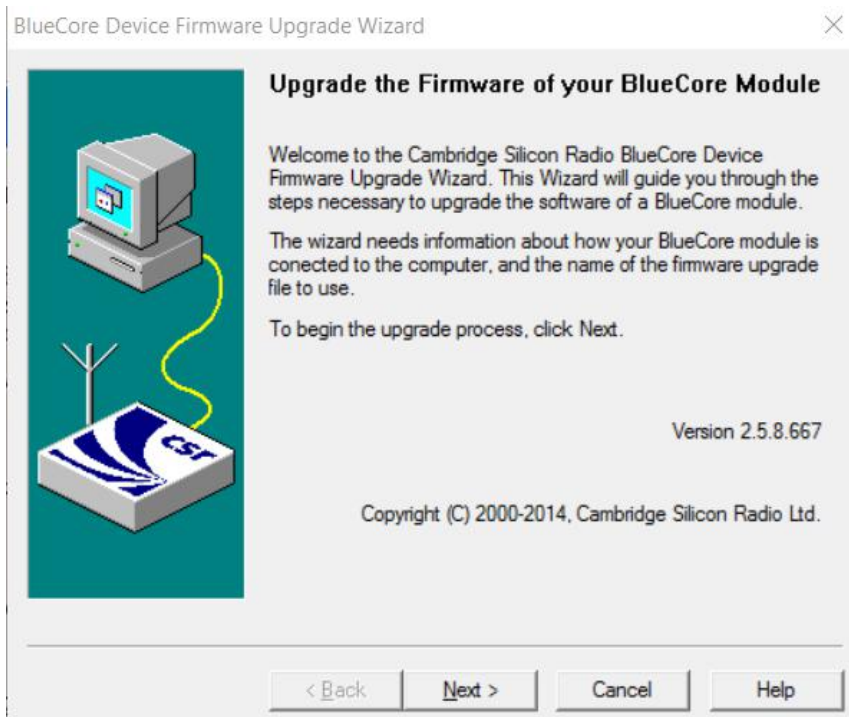 BlueCore Device Firmware Upgrade Wizard
Upgrade the Firmware of your BlueCore Module
Welcome to the Cambridge Silicon Radio BlueCore Device
Firmware Upgrade Wizard. This Wizard will guide you through the
steps necessary to upgrade the software of a BlueCore module.
The wizard needs information about how your BlueCore module is
conected to the computer, and the name of the firmware upgrade
file to use.
To begin the upgrade process, click Next.
csr
Version 2.5.8.667
Copyright (C) 2000-2014, Cambridge Silicon Radio Ltd.
< Back
Next >
Cancel
Help